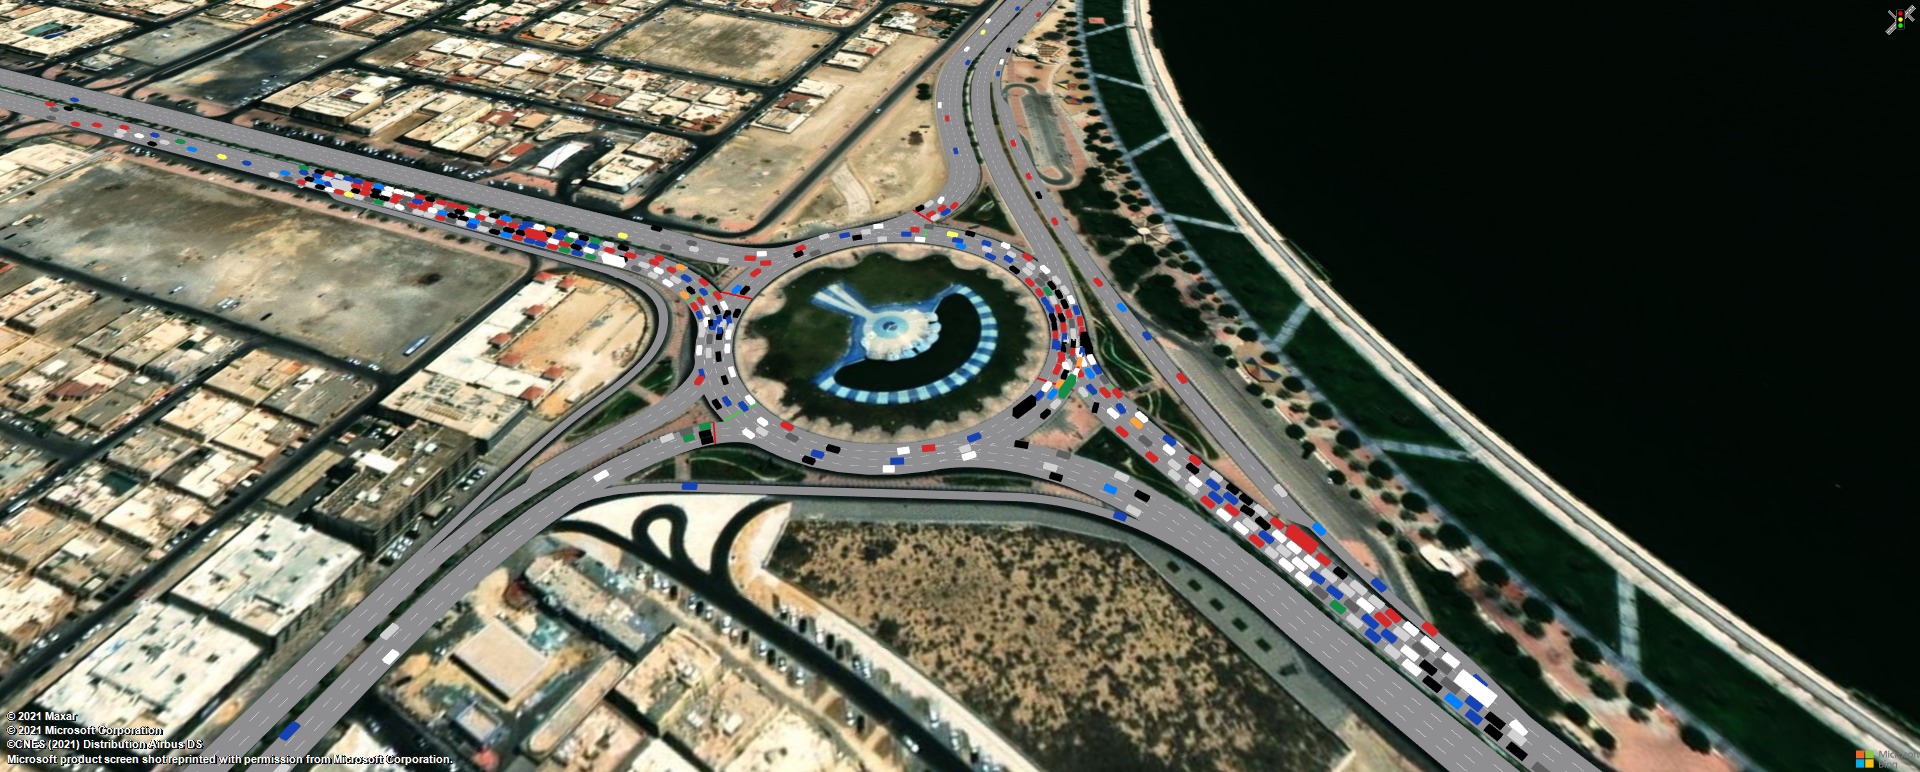 © 2021 Maxar
© 2021 Microsoft Corporation
©CNES (2021) Distribution Airbus DS
Microsoft product screen shot reprinted with permission from Microsoft Corporation.